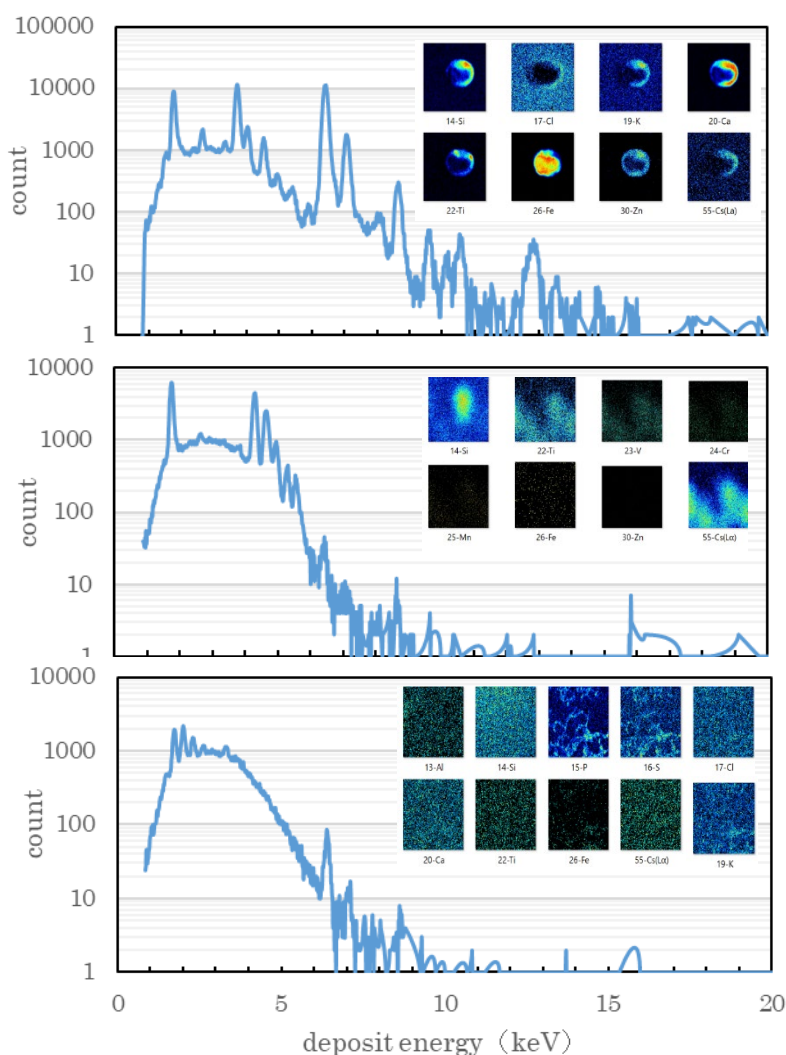 100000
10000
1000
100
10
1
count
14-Si 17-Cl 19-K 20-Ca
22-Ti 26-Fe 30-Zn 55-Cs(La)
10000
1000
100
10
1
count
14-Si 22-Ti 23-V 24-Cr
25-Mn 26-Fe 30-Zn 55-Cs(Lα)
10000
1000
100
10
1
count
13-Al 14-Si 15-P 16-S 17-Cl
20-Ca 22-Ti 26-Fe 55-Cs(Lα) 19-K
0 5 10 15 20
deposit energy（keV）